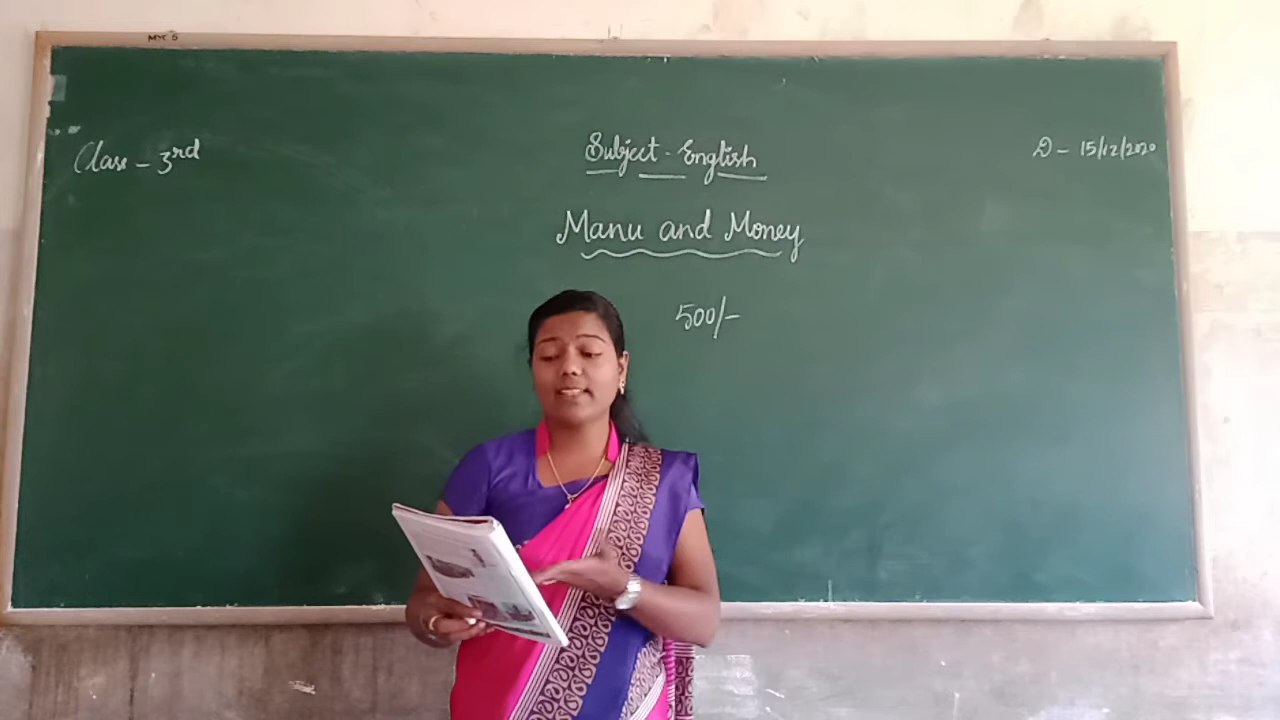 Class - 3rd
Subject - English
D - 15/12/2020
Manu and Money
500/-